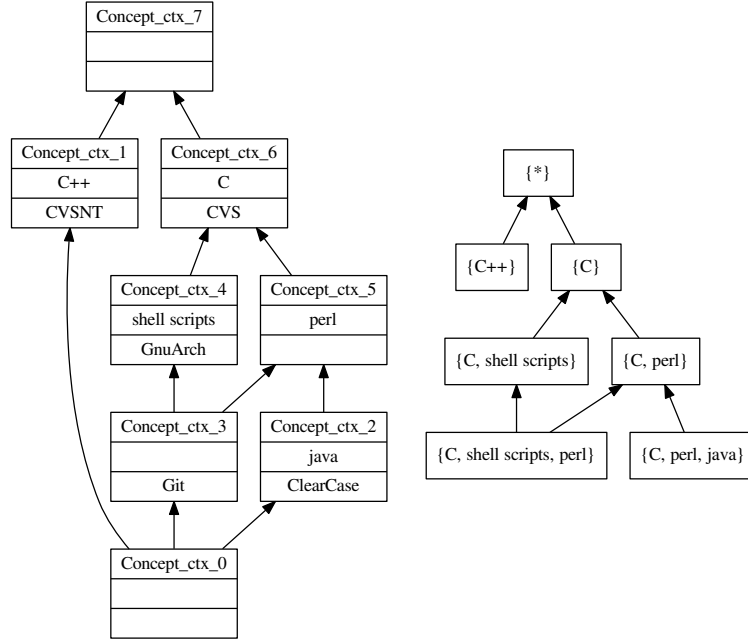 Concept_ctx_7
Concept_ctx_1
C++
CVSNT
Concept_ctx_6
C
CVS
Concept_ctx_4
shell scripts
GnuArch
Concept_ctx_5
perl
Concept_ctx_3
Git
Concept_ctx_2
java
ClearCase
Concept_ctx_0
{*}
{C++}
{C}
{C, shell scripts}
{C, perl}
{C, shell scripts, perl}
{C, perl, java}